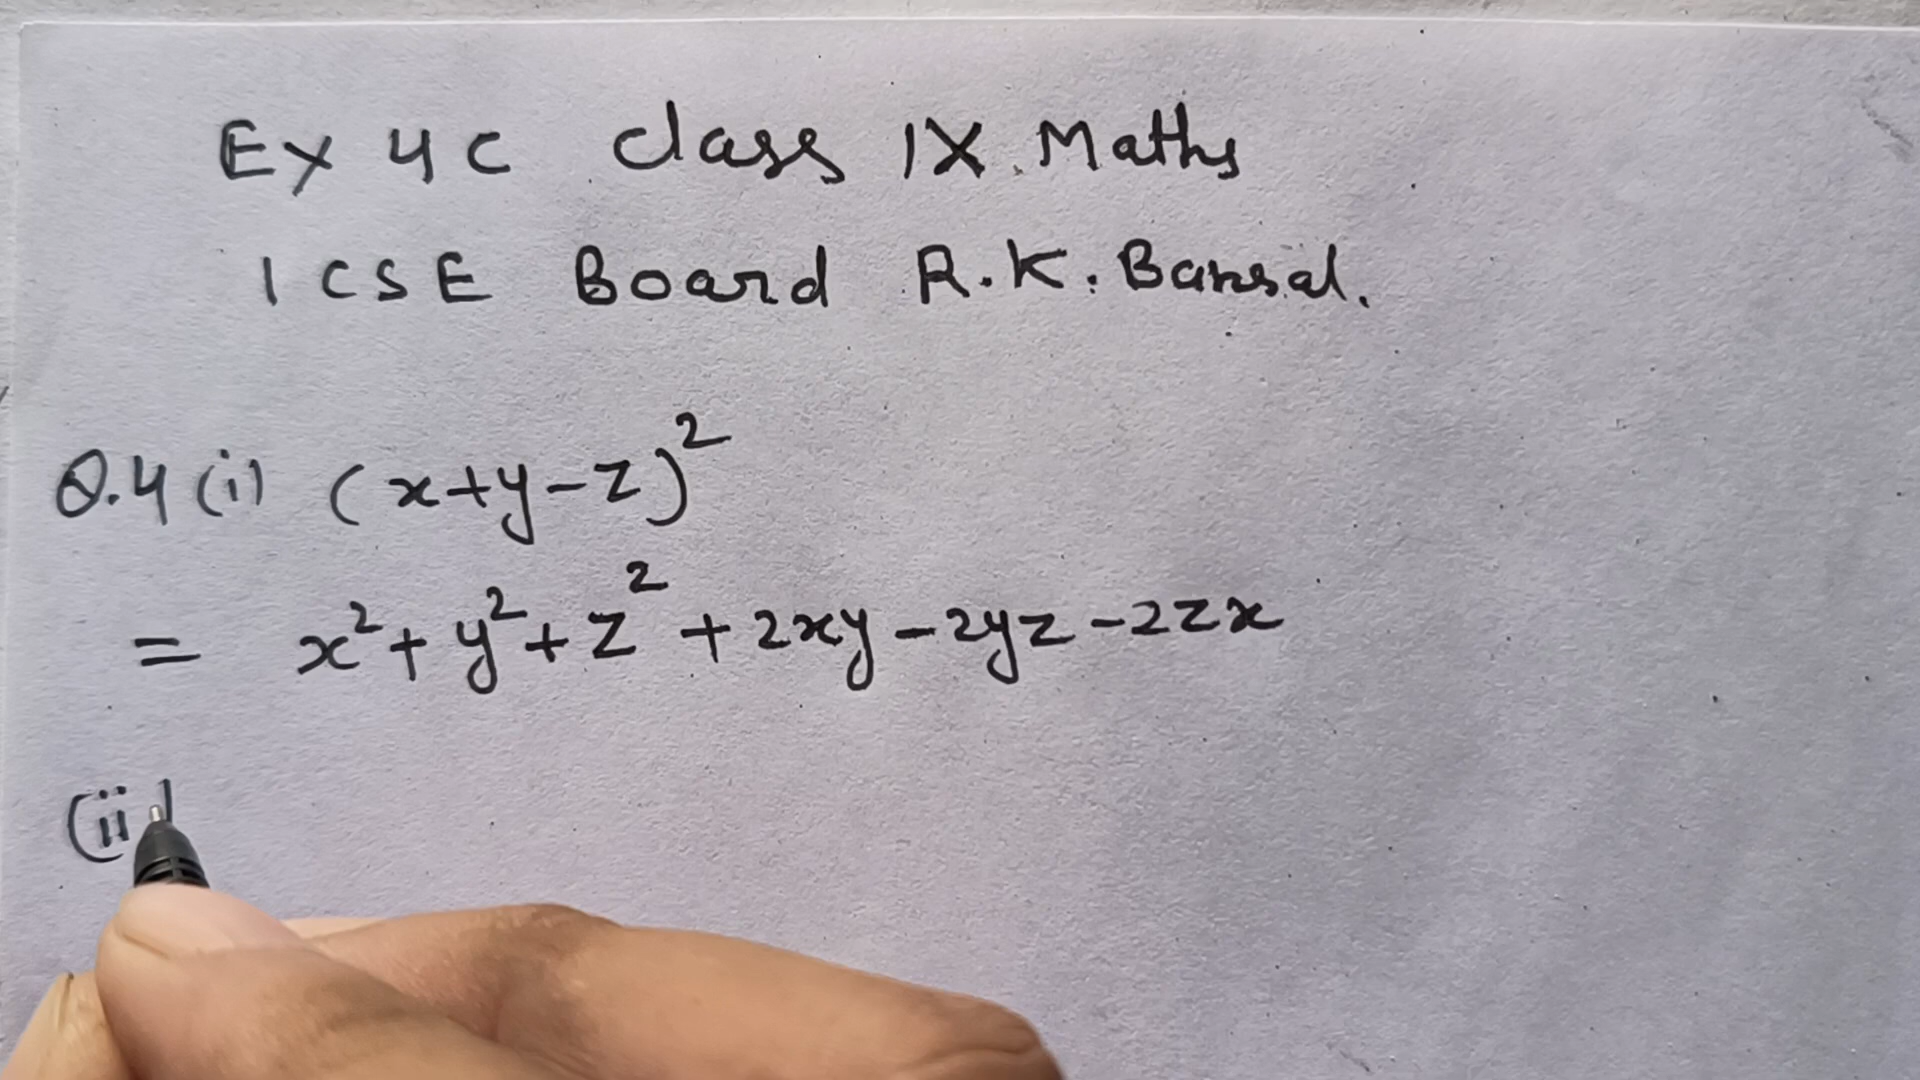 Ex 4C Class IX Maths
ICSE Board R.K. Bansal.
Q.4 (i) (x+y-z)²
= x² + y² + z² + 2xy - 2yz - 2zx
(ii)